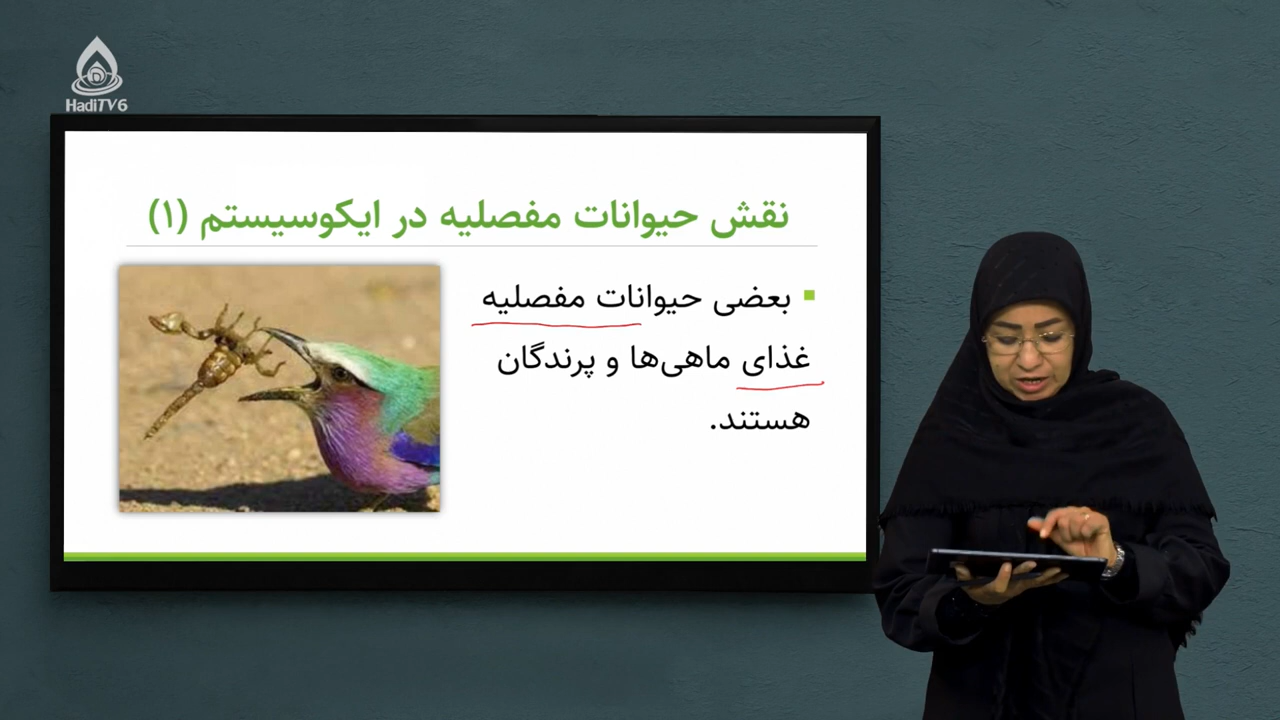 HadiTV6
نقش حیوانات مفصلیه در ایکوسیستم (۱)
بعضی حیوانات مفصلیه
غذای ماهی‌ها و پرندگان
هستند.